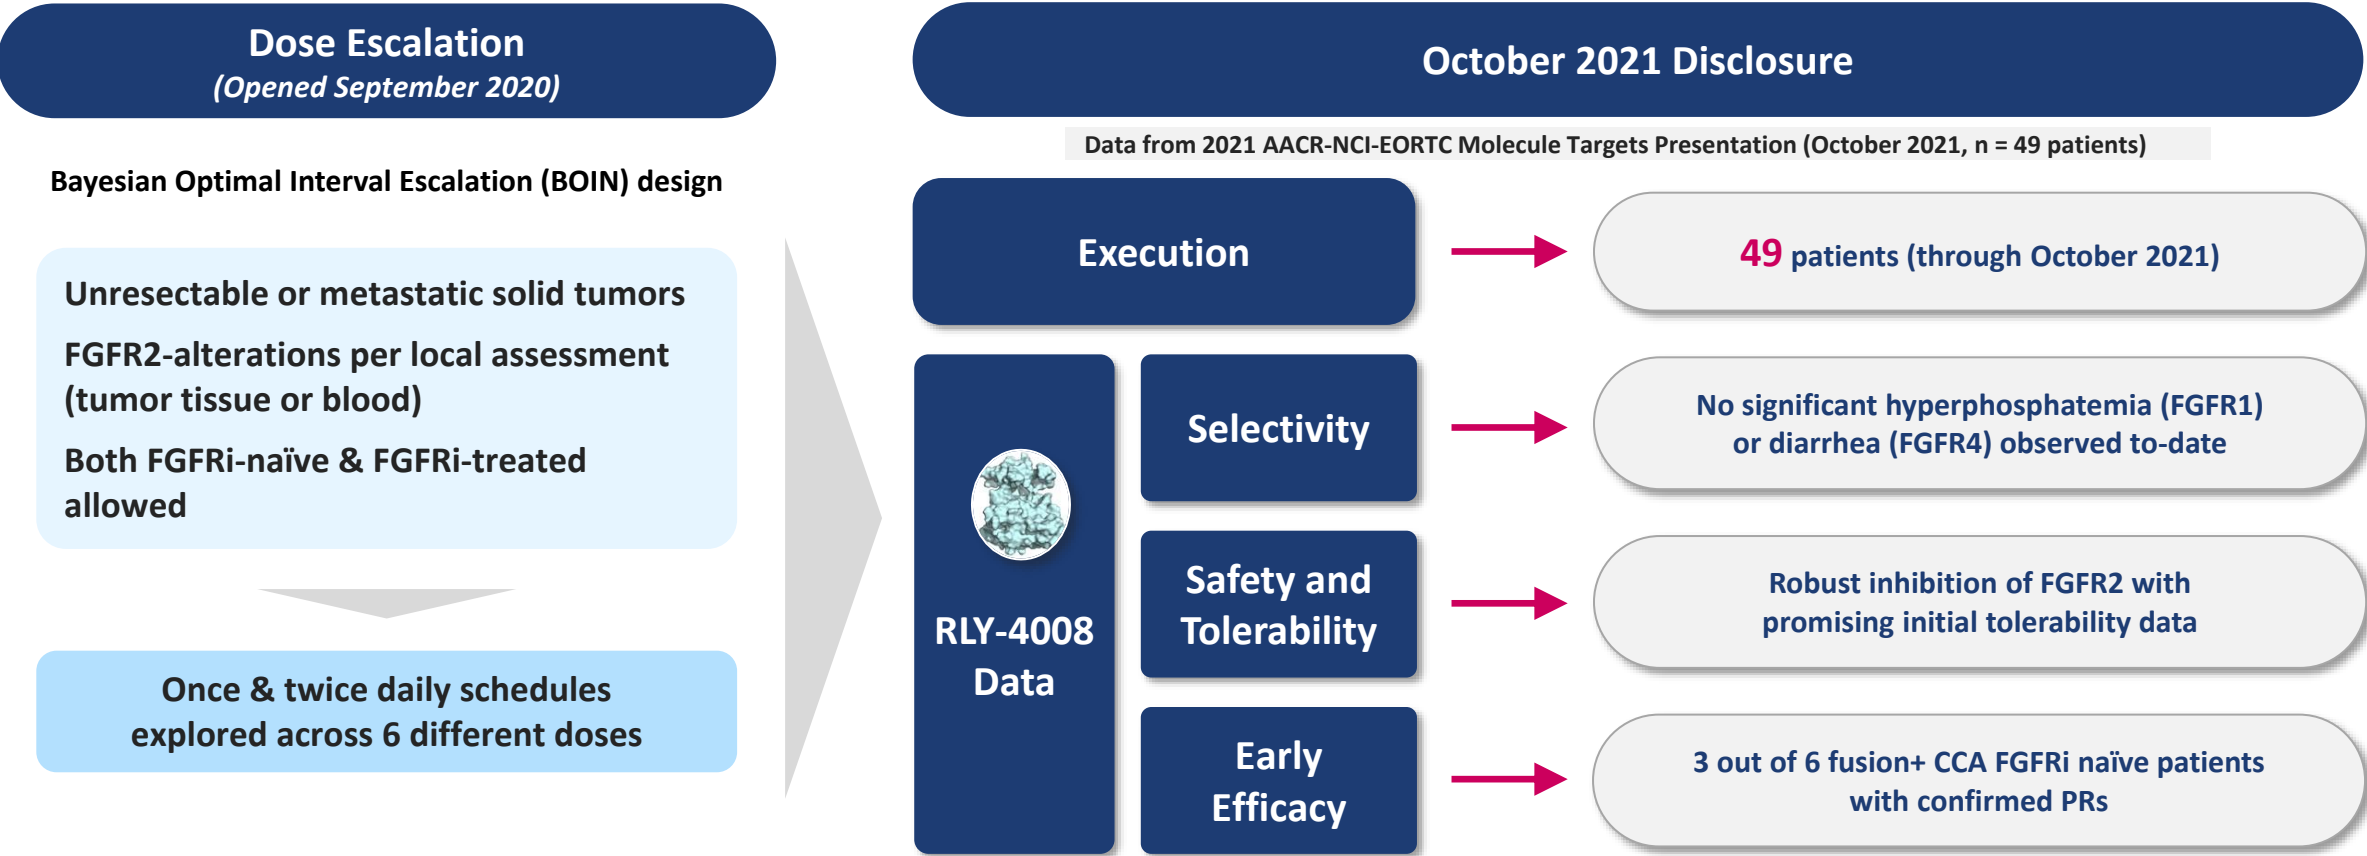 Dose Escalation
(Opened September 2020)
Bayesian Optimal Interval Escalation (BOIN) design
Unresectable or metastatic solid tumors
FGFR2-alterations per local assessment
(tumor tissue or blood)
Both FGFRi-naïve & FGFRi-treated
allowed
Once & twice daily schedules
explored across 6 different doses
October 2021 Disclosure
Data from 2021 AACR-NCI-EORTC Molecule Targets Presentation (October 2021, n = 49 patients)
Execution
49 patients (through October 2021)
RLY-4008
Data
Selectivity
No significant hyperphosphatemia (FGFR1)
or diarrhea (FGFR4) observed to-date
Safety and
Tolerability
Robust inhibition of FGFR2 with
promising initial tolerability data
Early
Efficacy
3 out of 6 fusion+ CCA FGFRi naïve patients
with confirmed PRs